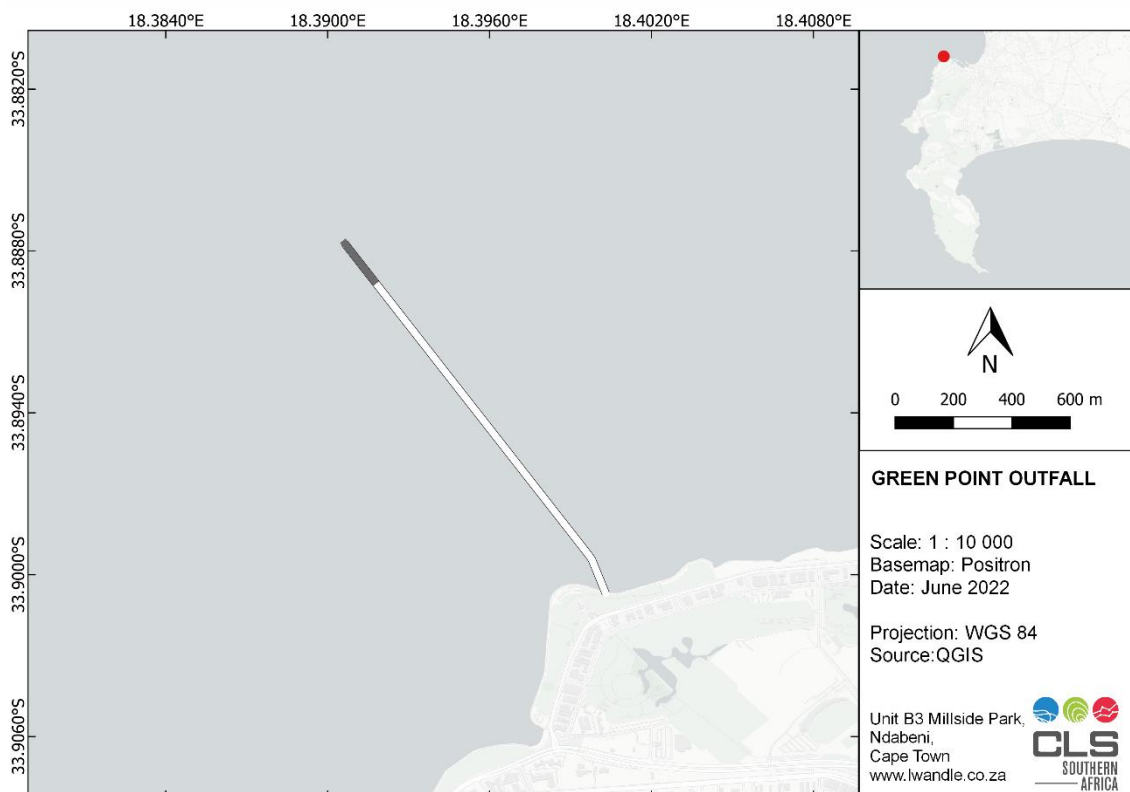 18.3840°E 18.3900°E 18.3960°E 18.4020°E 18.4080°E
33.8820°S
33.8880°S
33.8940°S
33.9000°S
33.9060°S
N
0 200 400 600 m
GREEN POINT OUTFALL
Scale: 1 : 10 000
Basemap: Positron
Date: June 2022
Projection: WGS 84
Source:QGIS
Unit B3 Millside Park,
Ndabeni,
Cape Town
www.lwandle.co.za
CLS
SOUTHERN
AFRICA